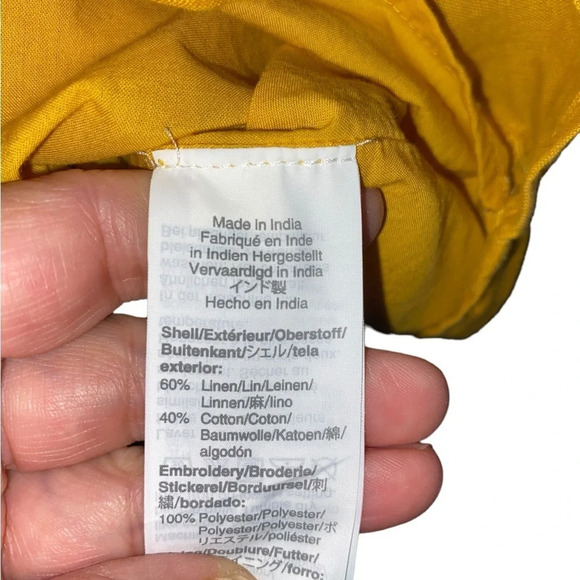 Made in India
Fabriqué en Inde
in Indien Hergestellt
Vervaardigd in India
インド製
Hecho en India
Shell/Extérieur/Oberstoff/
Buitenkant/シェル/tela
exterior:
60% Linen/Lin/Leinen/
Linnen/麻/lino
40% Cotton/Coton/
Baumwolle/Katoen/綿/
algodón
Embroidery/Broderie/
Stickerei/Borduursel/刺
繍/bordado:
100% Polyester/Polyester/
Polyester/Polyester/ポ
リエステル/poliéster
/Doublure/Futter/
/forro: